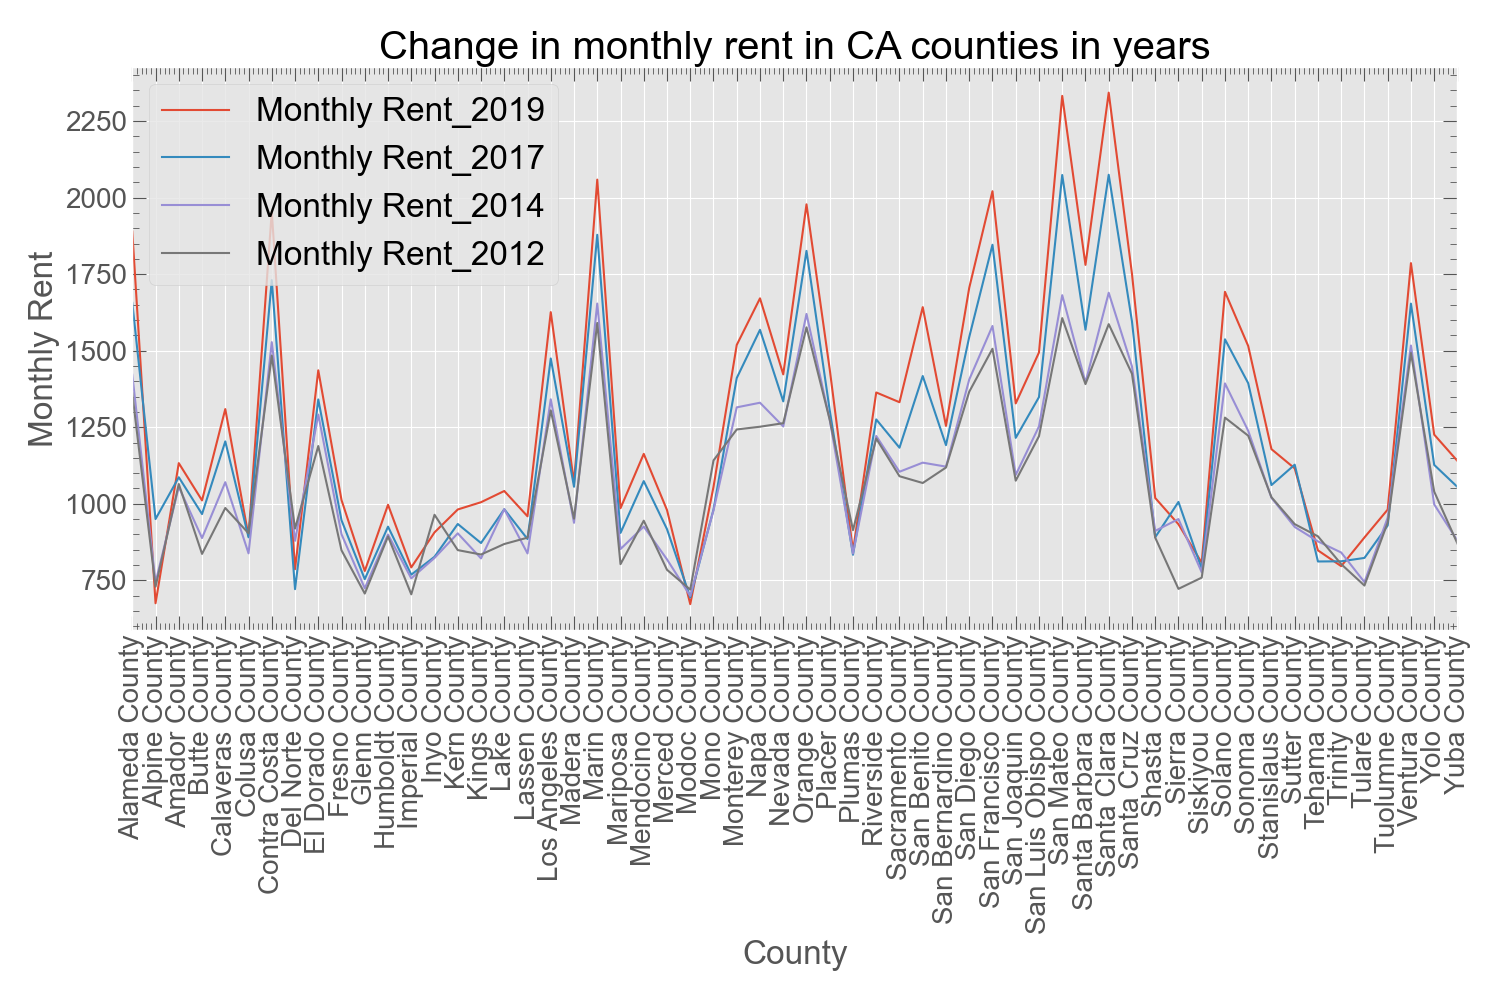 Change in monthly rent in CA counties in years
Monthly Rent_2019
Monthly Rent_2017
Monthly Rent_2014
Monthly Rent_2012
Monthly Rent
2250
2000
1750
1500
1250
1000
750
Alameda County
Alpine County
Amador County
Butte County
Calaveras County
Colusa County
Contra Costa County
Del Norte County
El Dorado County
Fresno County
Glenn County
Humboldt County
Imperial County
Inyo County
Kern County
Kings County
Lake County
Lassen County
Los Angeles County
Madera County
Marin County
Mariposa County
Mendocino County
Merced County
Modoc County
Mono County
Monterey County
Napa County
Nevada County
Orange County
Placer County
Plumas County
Riverside County
Sacramento County
San Benito County
San Bernardino County
San Diego County
San Francisco County
San Joaquin County
San Luis Obispo County
San Mateo County
Santa Barbara County
Santa Clara County
Santa Cruz County
Shasta County
Sierra County
Siskiyou County
Solano County
Sonoma County
Stanislaus County
Sutter County
Tehama County
Trinity County
Tulare County
Tuolumne County
Ventura County
Yolo County
Yuba County
County